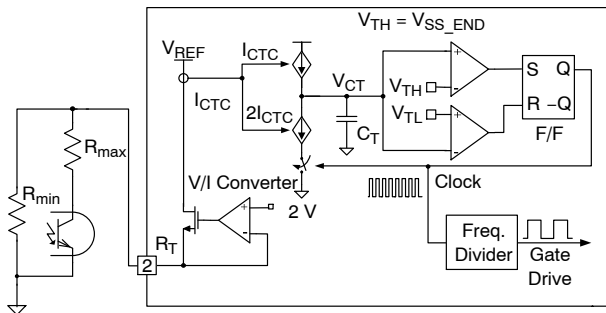 V_TH = V_SS_END
V_REF
I_CTC
V_CT
I_CTC
2I_CTC
V_TH
V_TL
C_T
+
-
+
-
S Q
R -Q
F/F
R_max
R_min
V/I Converter
2 V
+
-
Clock
R_T
2
Freq.
Divider
Gate
Drive